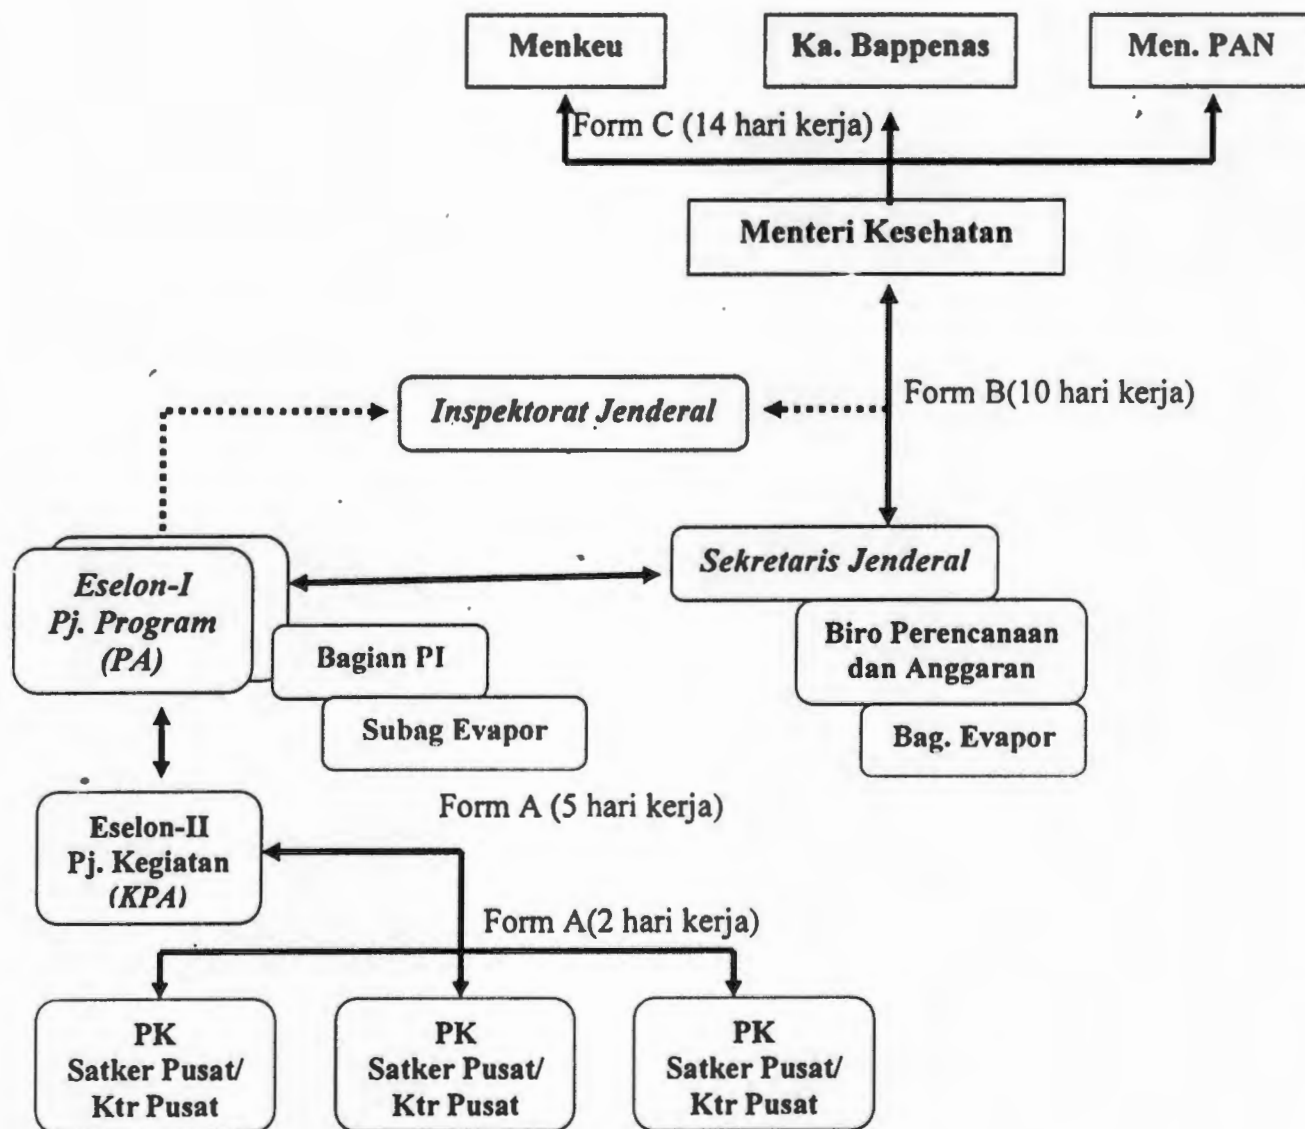 Menkeu
Ka. Bappenas
Men. PAN
Form C (14 hari kerja)
Menteri Kesehatan
Form B(10 hari kerja)
Inspektorat Jenderal
Sekretaris Jenderal
Eselon-I
Pj. Program
(PA)
Biro Perencanaan
dan Anggaran
Bagian PI
Subag Evapor
Bag. Evapor
Form A (5 hari kerja)
Eselon-II
Pj. Kegiatan
(KPA)
Form A(2 hari kerja)
PK
Satker Pusat/
Ktr Pusat
PK
Satker Pusat/
Ktr Pusat
PK
Satker Pusat/
Ktr Pusat